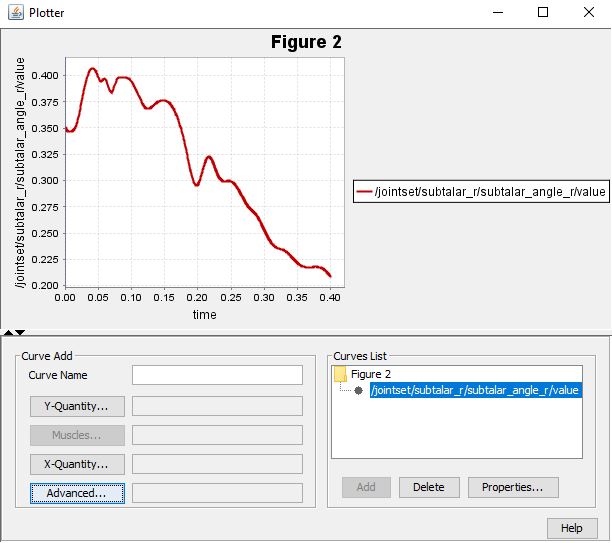 Plotter
Figure 2
/jointset/subtalar_r/subtalar_angle_r/value
0.400
0.375
0.350
0.325
0.300
0.275
0.250
0.225
0.200
0.00 0.05 0.10 0.15 0.20 0.25 0.30 0.35 0.40
time
/jointset/subtalar_r/subtalar_angle_r/value
Curve Add
Curve Name
Y-Quantity...
Muscles...
X-Quantity...
Advanced...
Curves List
Figure 2
/jointset/subtalar_r/subtalar_angle_r/value
Add Delete Properties...
Help